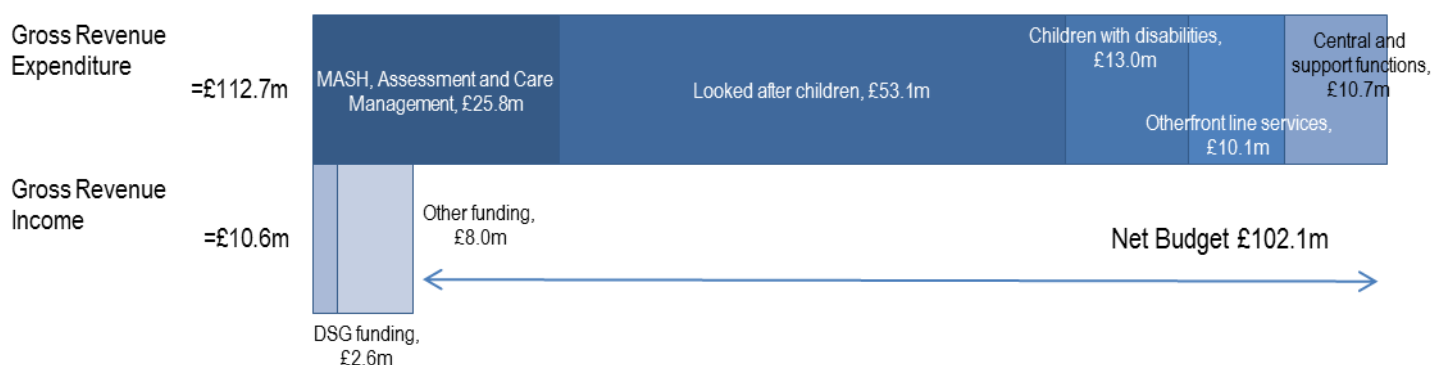 Gross Revenue
Expenditure
=£112.7m
MASH, Assessment and Care
Management, £25.8m
Looked after children, £53.1m
Children with disabilities,
£13.0m
Otherfront line services,
£10.1m
Central and
support functions,
£10.7m
Gross Revenue
Income
=£10.6m
Other funding,
£8.0m
Net Budget £102.1m
DSG funding,
£2.6m